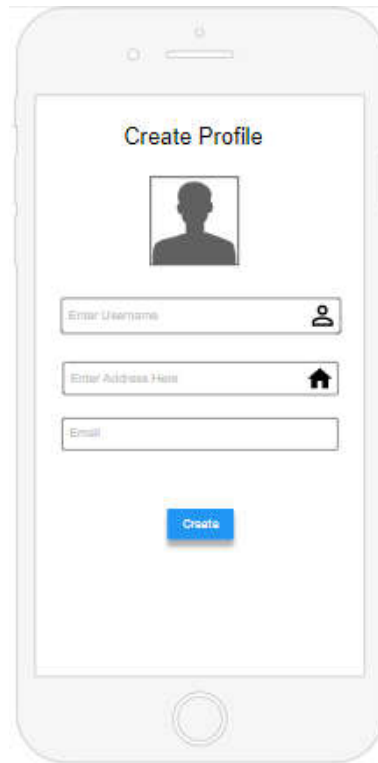 Create Profile
Enter Username
Enter Address Here
Email
Create